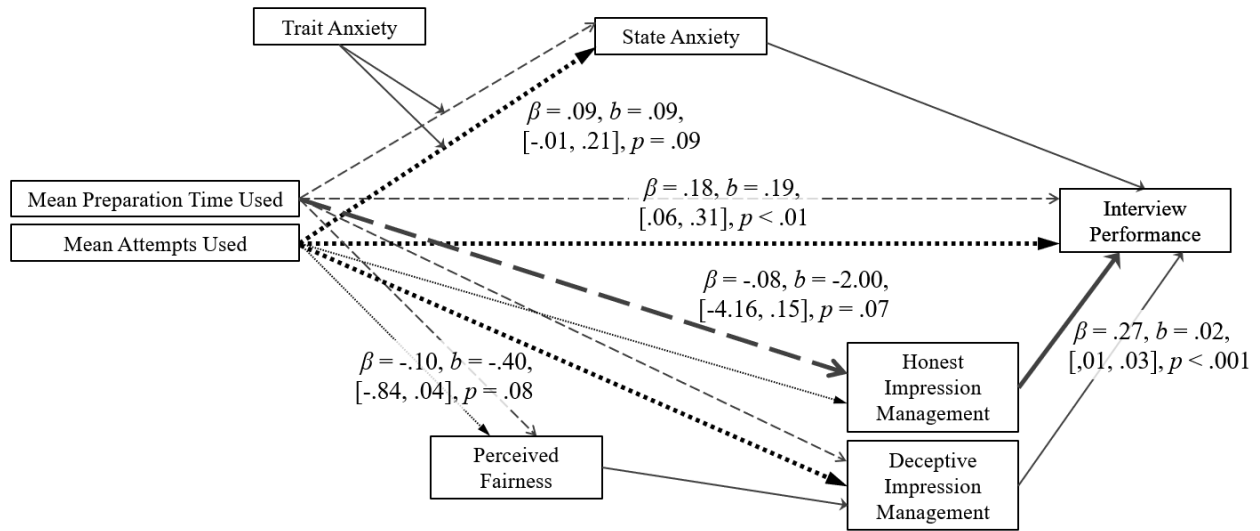 Trait Anxiety
State Anxiety
β = .09, b = .09,
[-.01, .21], p = .09
Mean Preparation Time Used
β = .18, b = .19,
[.06, .31], p < .01
Mean Attempts Used
Interview
Performance
β = -.08, b = -2.00,
[-4.16, .15], p = .07
β = .27, b = .02,
[,01, .03], p < .001
β = -.10, b = -.40,
[-.84, .04], p = .08
Honest
Impression
Management
Perceived
Fairness
Deceptive
Impression
Management